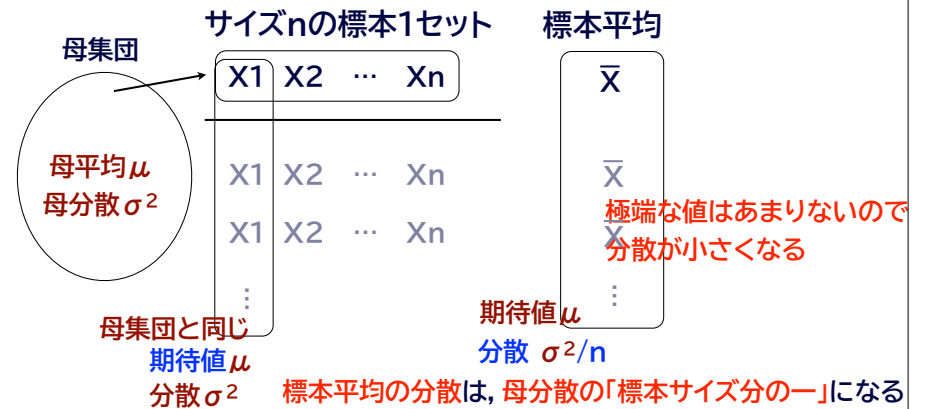 サイズnの標本1セット 標本平均
母集団
X1 X2 … Xn X̅
母平均μ
母分散σ²
X1 X2 … Xn X̅
X1 X2 … Xn X̅
極端な値はあまりないので
分散が小さくなる
⋮ ⋮
母集団と同じ
期待値μ
分散σ²
期待値μ
分散 σ²/n
標本平均の分散は, 母分散の「標本サイズ分の一」になる